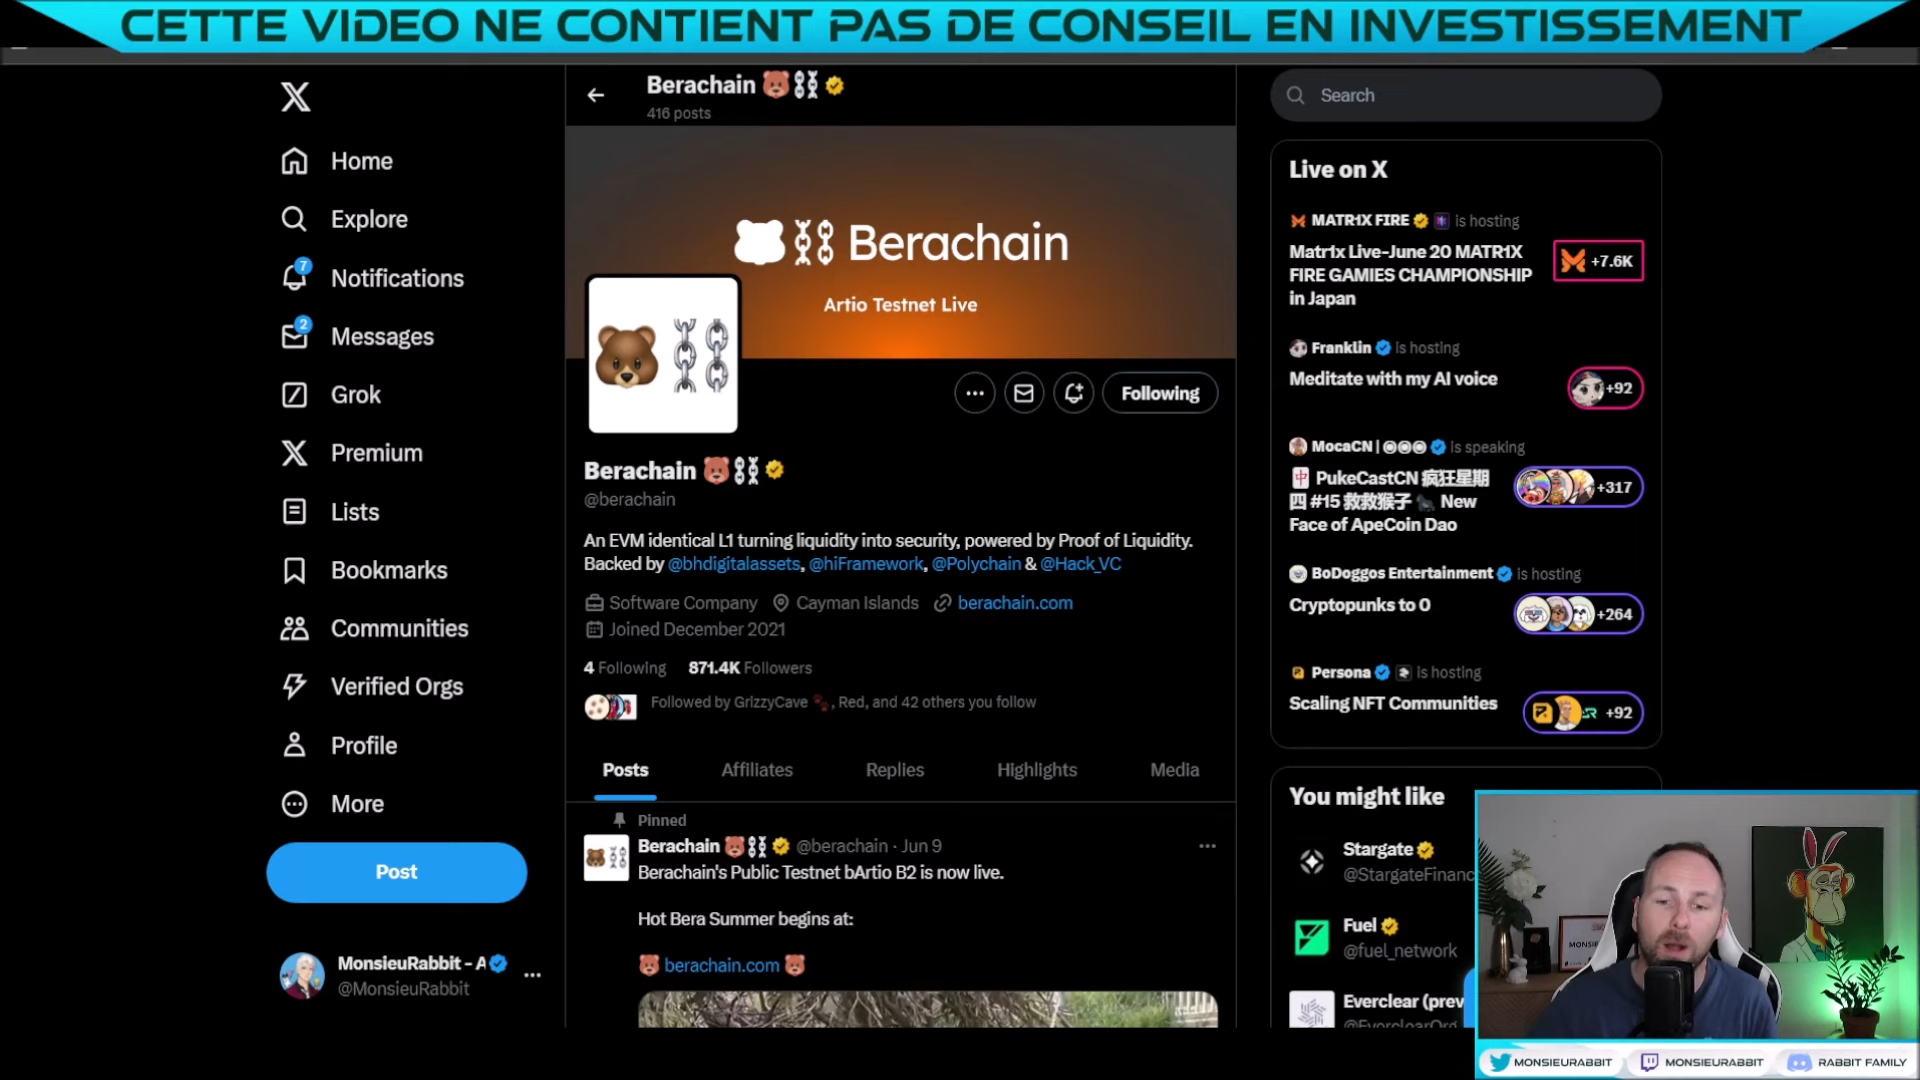 CETTE VIDEO NE CONTIENT PAS DE CONSEIL EN INVESTISSEMENT
Home
Explore
7
Notifications
2
Messages
Grok
Premium
Lists
Bookmarks
Communities
Verified Orgs
Profile
More
Post
MonsieuRabbit - A
@MonsieuRabbit
Berachain
416 posts
Berachain
Artio Testnet Live
Following
Berachain
@berachain
An EVM identical L1 turning liquidity into security, powered by Proof of Liquidity.
Backed by @bhdigitalassets, @hiFramework, @Polychain & @Hack_VC
Software Company Cayman Islands berachain.com
Joined December 2021
4 Following 871.4K Followers
Followed by GrizzyCave 🐾, Red, and 42 others you follow
Posts Affiliates Replies Highlights Media
Pinned
Berachain @berachain · Jun 9
Berachain's Public Testnet bArtio B2 is now live.
Hot Bera Summer begins at:
🐻 berachain.com 🐻
Search
Live on X
MATR1X FIRE is hosting
Matr1x Live-June 20 MATR1X
FIRE GAMIES CHAMPIONSHIP
in Japan
+7.6K
Franklin is hosting
Meditate with my AI voice
+92
MocaCN | is speaking
🀄 PukeCastCN 疯狂星期
四 #15 救救猴子 🦍 New
Face of ApeCoin Dao
+317
BoDoggos Entertainment is hosting
Cryptopunks to 0
+264
Persona is hosting
Scaling NFT Communities
+92
You might like
Stargate
@StargateFinanc
Fuel
@fuel_network
Everclear (prev
MONSIEURABBIT MONSIEURABBIT RABBIT FAMILY